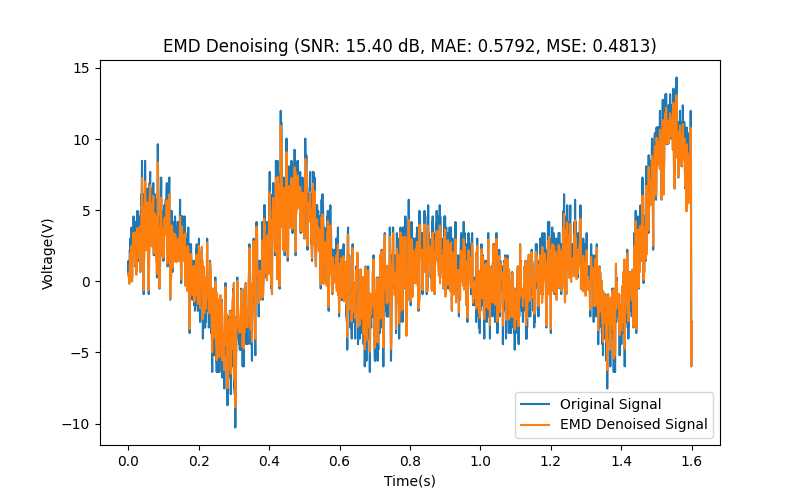 EMD Denoising (SNR: 15.40 dB, MAE: 0.5792, MSE: 0.4813)
15
10
5
0
−5
−10
Voltage(V)
Original Signal
EMD Denoised Signal
0.0 0.2 0.4 0.6 0.8 1.0 1.2 1.4 1.6
Time(s)